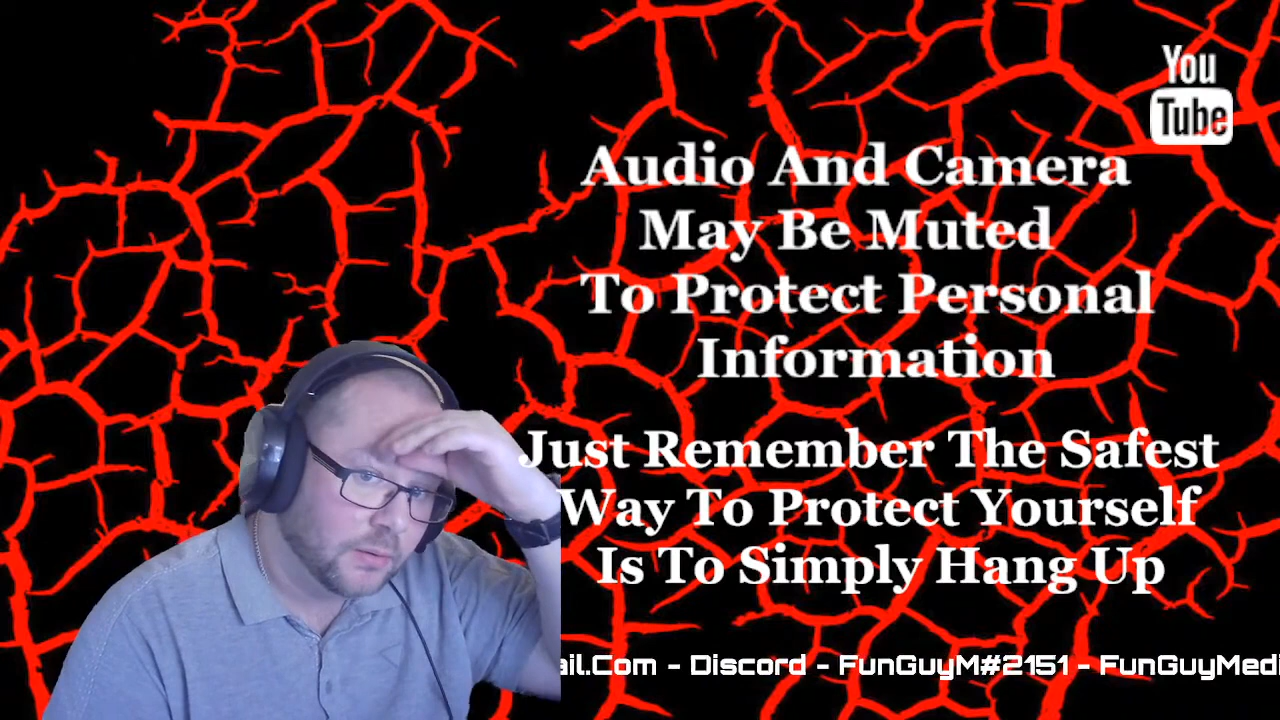 You
Tube
Audio And Camera
May Be Muted
To Protect Personal
Information
Just Remember The Safest
Way To Protect Yourself
Is To Simply Hang Up
ail.Com - Discord - FunGuyM#2151 - FunGuyMedi